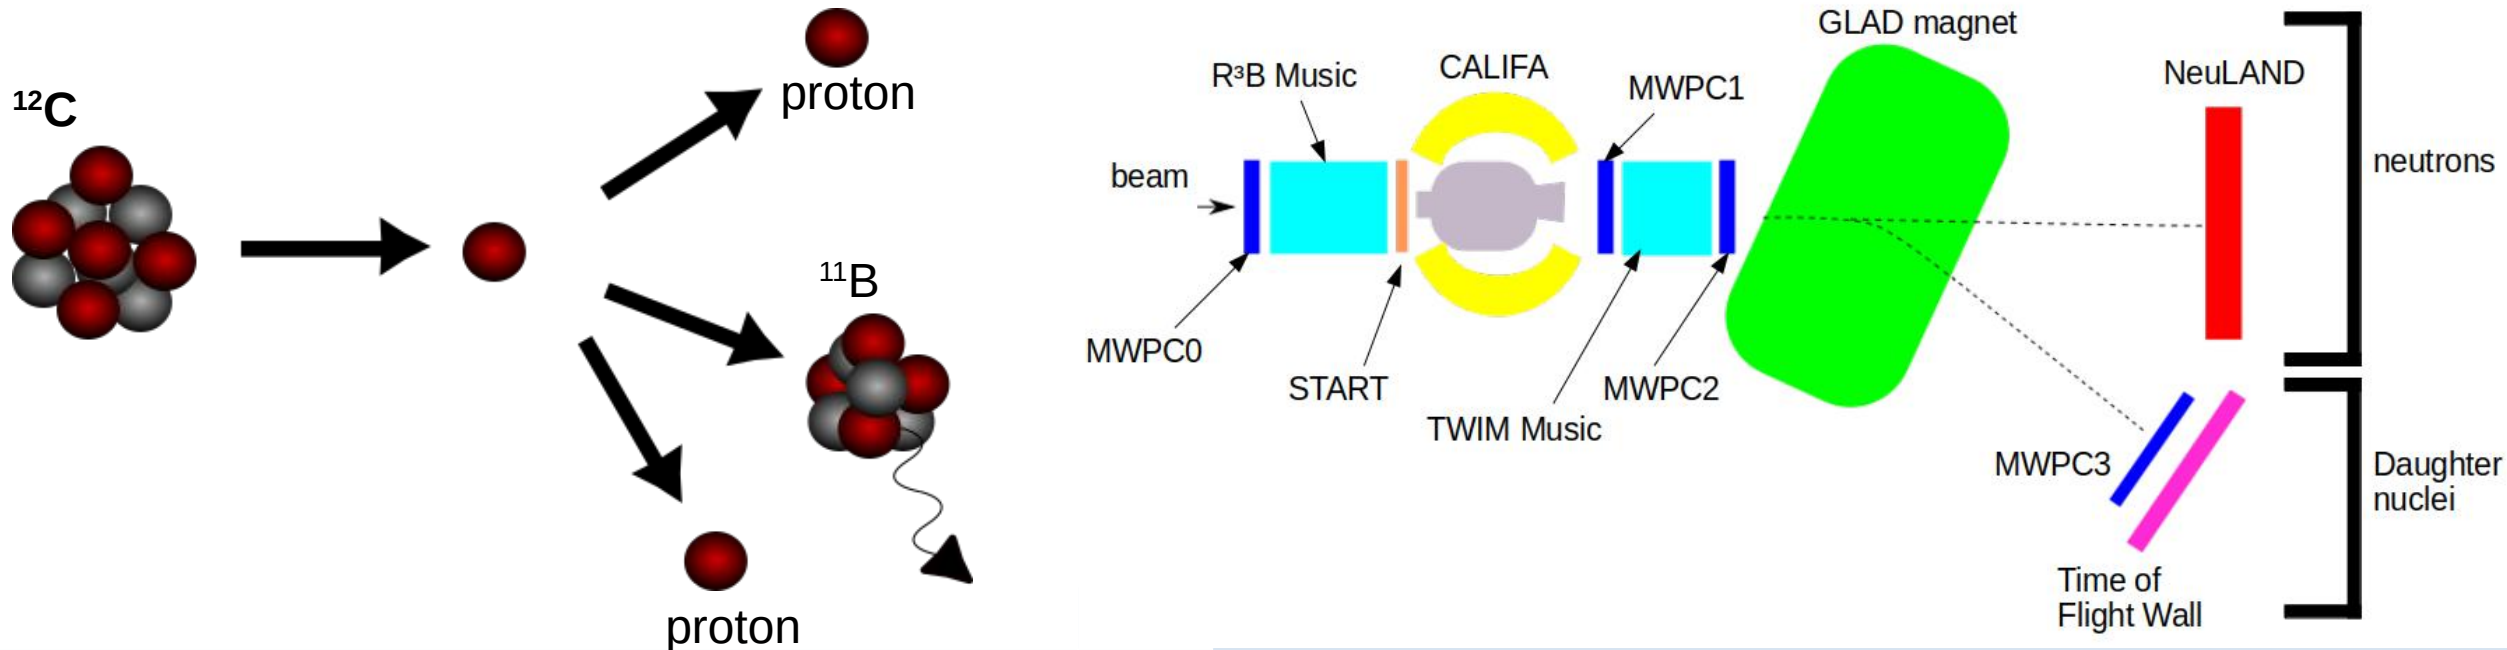 ¹²C
proton
¹¹B
proton
GLAD magnet
R³B Music
CALIFA
MWPC1
NeuLAND
beam
neutrons
MWPC0
START
MWPC2
TWIM Music
MWPC3
Daughter
nuclei
Time of
Flight Wall